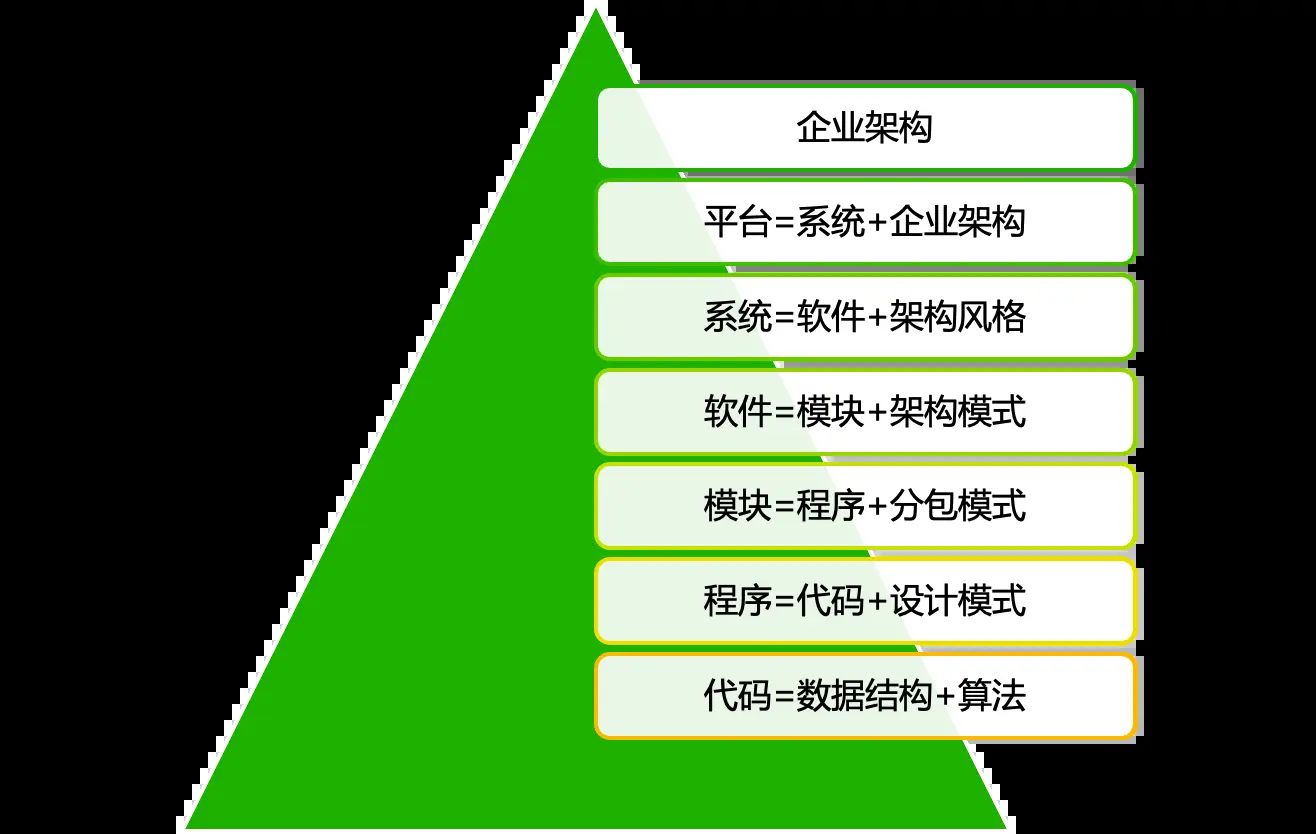 企业架构
平台=系统+企业架构
系统=软件+架构风格
软件=模块+架构模式
模块=程序+分包模式
程序=代码+设计模式
代码=数据结构+算法